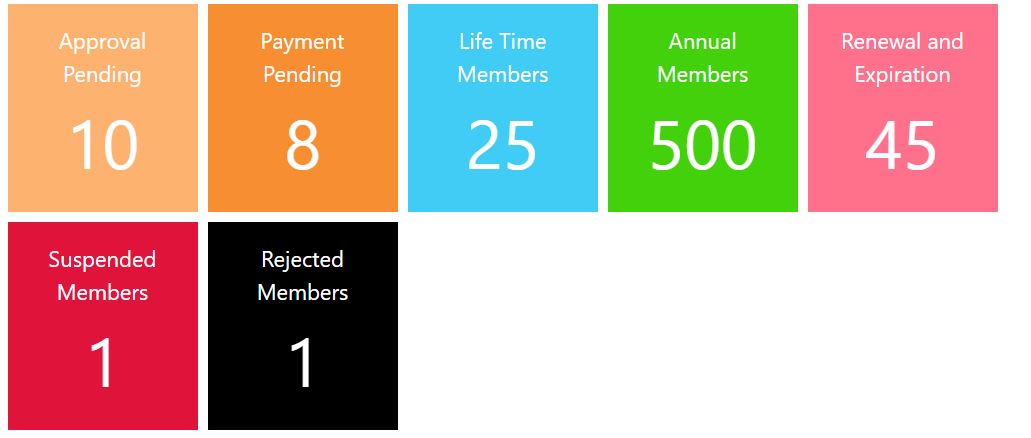 Approval
Pending
10
Payment
Pending
8
Life Time
Members
25
Annual
Members
500
Renewal and
Expiration
45
Suspended
Members
1
Rejected
Members
1